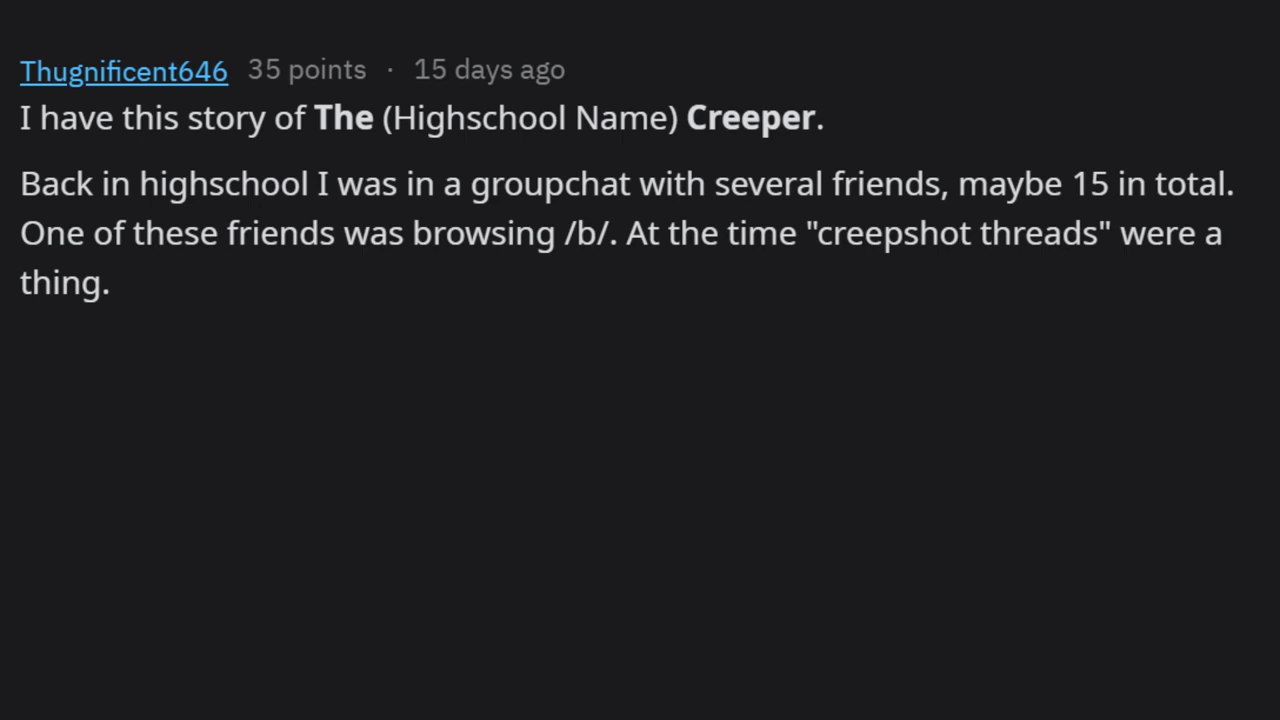 Thugnificent646 35 points · 15 days ago
I have this story of The (Highschool Name) Creeper.
Back in highschool I was in a groupchat with several friends, maybe 15 in total.
One of these friends was browsing /b/. At the time "creepshot threads" were a
thing.